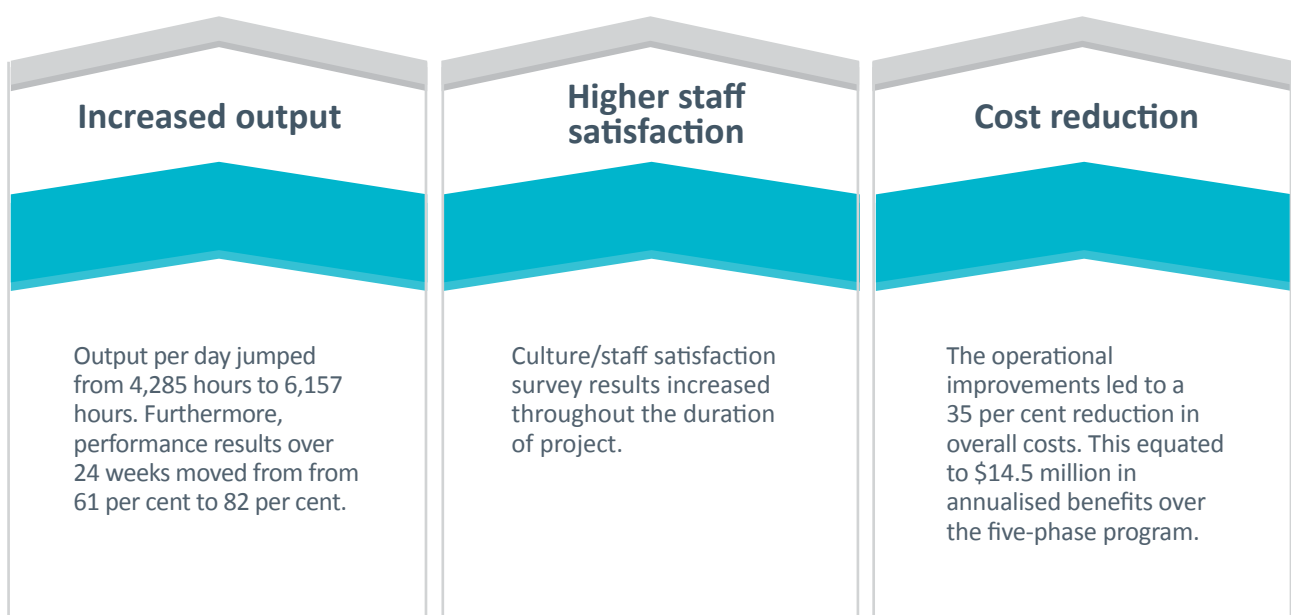 Increased output
Output per day jumped
from 4,285 hours to 6,157
hours. Furthermore,
performance results over
24 weeks moved from from
61 per cent to 82 per cent.
Higher staff
satisfaction
Culture/staff satisfaction
survey results increased
throughout the duration
of project.
Cost reduction
The operational
improvements led to a
35 per cent reduction in
overall costs. This equated
to $14.5 million in
annualised benefits over
the five-phase program.